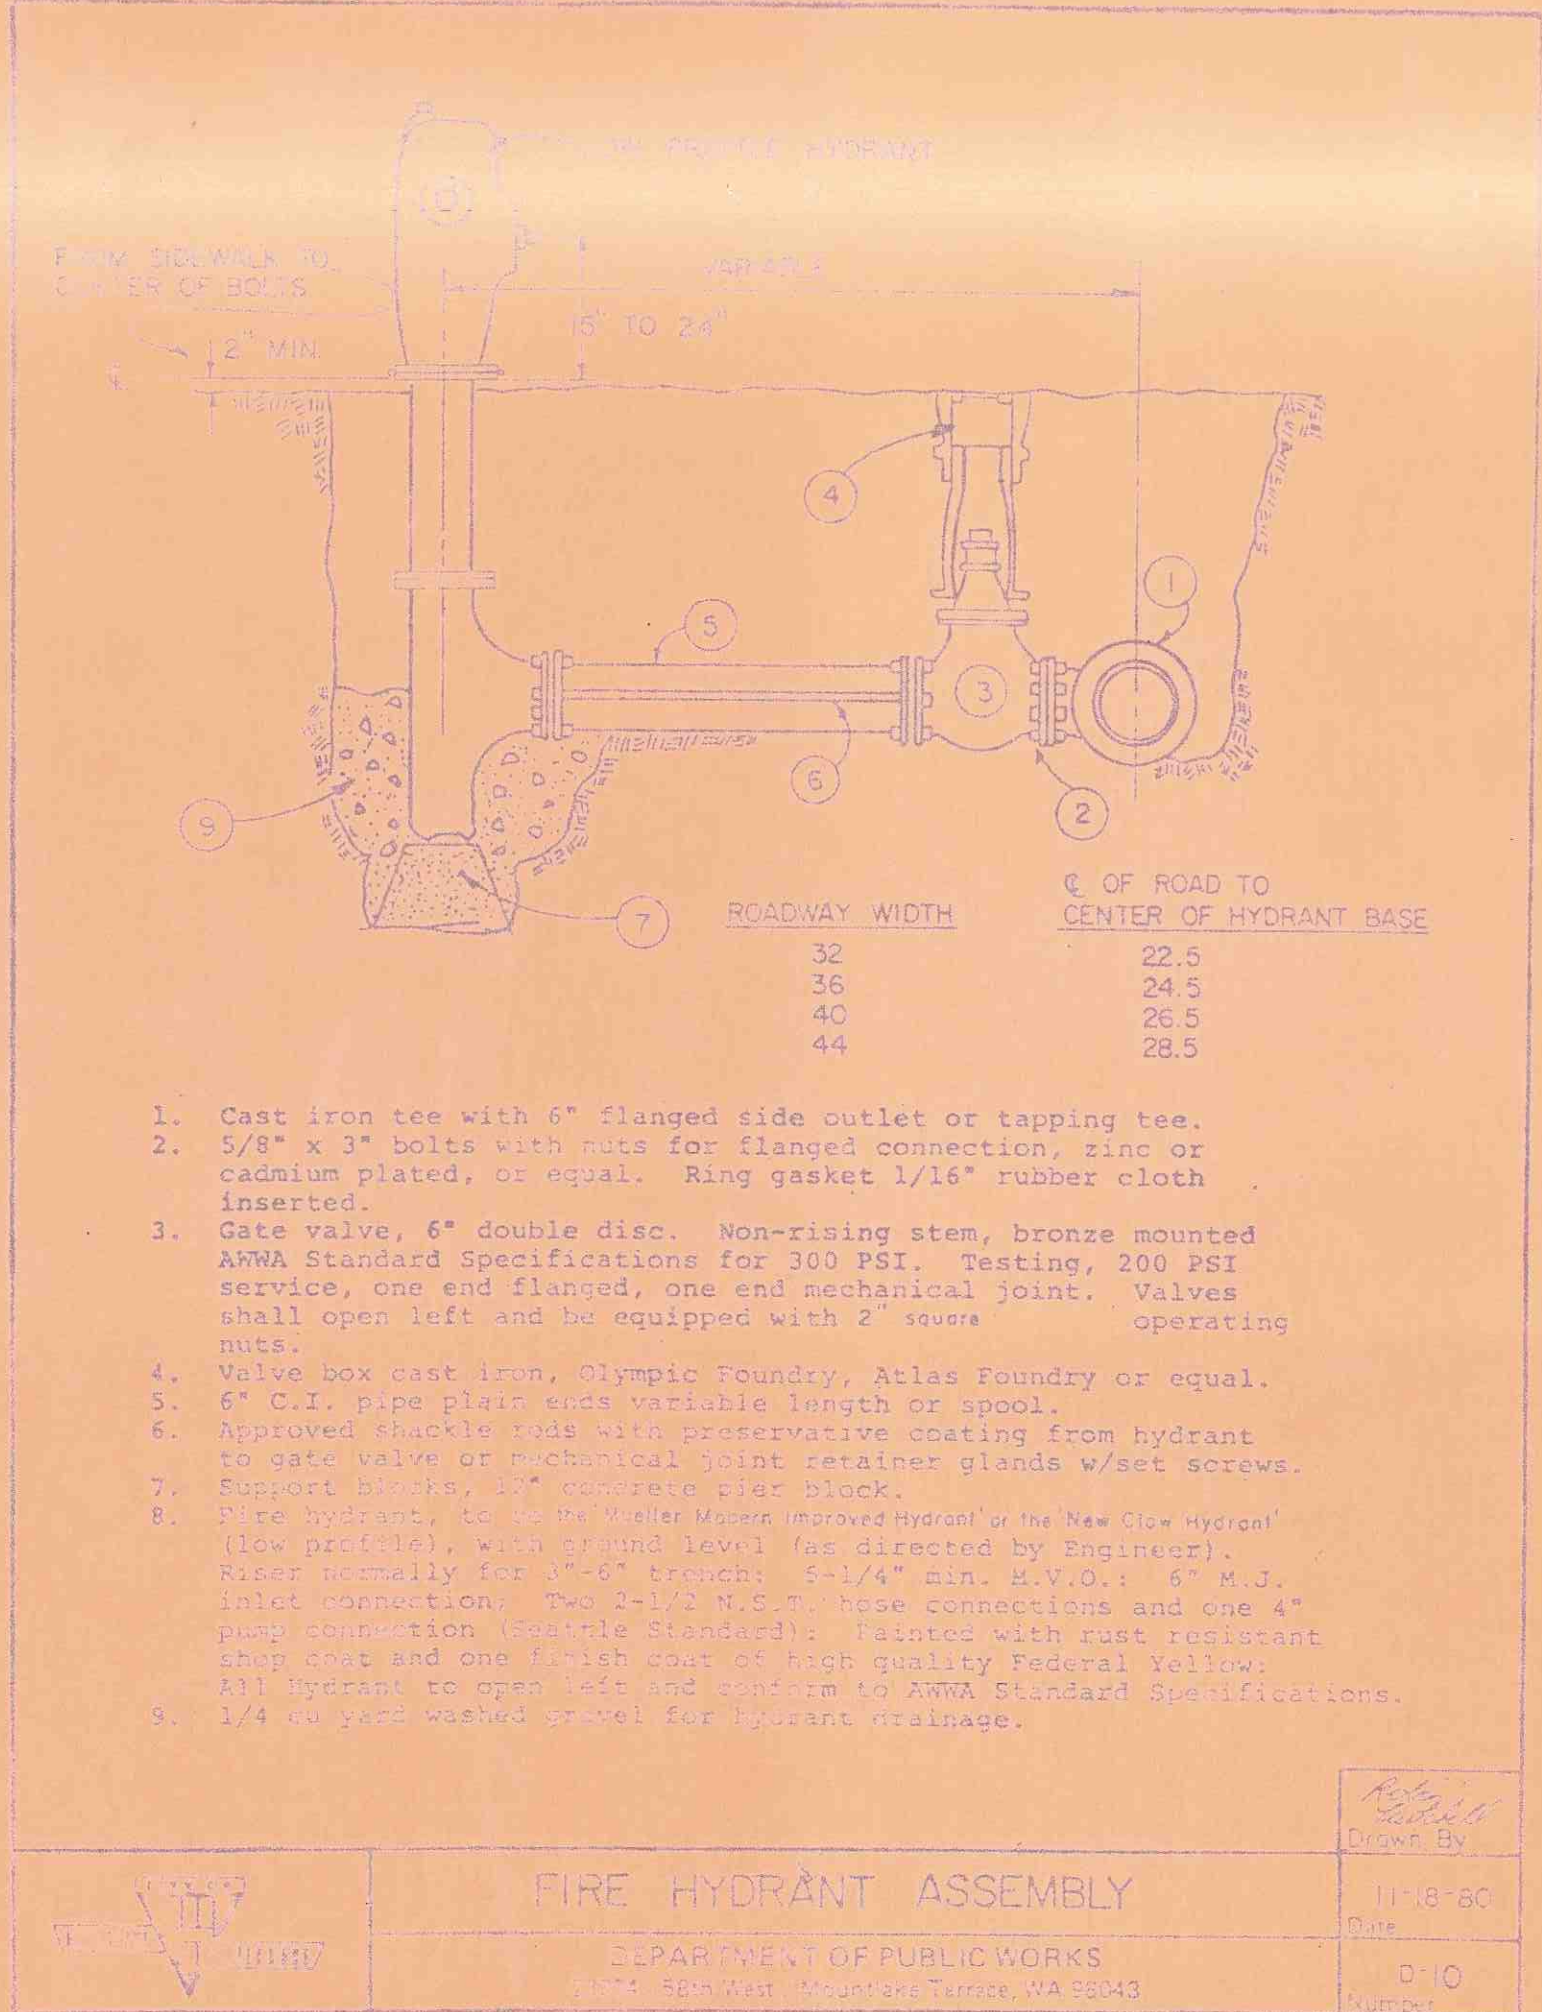 LOW PROFILE HYDRANT
FROM SIDEWALK TO
CENTER OF BOLTS
VARIABLE
15" TO 24"
2" MIN.
4
1
5
3
6
9
2
7
ROADWAY WIDTH
℄ OF ROAD TO
CENTER OF HYDRANT BASE
32 22.5
36 24.5
40 26.5
44 28.5
1. Cast iron tee with 6" flanged side outlet or tapping tee.
2. 5/8" x 3" bolts with nuts for flanged connection, zinc or
cadmium plated, or equal. Ring gasket 1/16" rubber cloth
inserted.
3. Gate valve, 6" double disc. Non-rising stem, bronze mounted
AWWA Standard Specifications for 300 PSI. Testing, 200 PSI
service, one end flanged, one end mechanical joint. Valves
shall open left and be equipped with 2" square operating
nuts.
4. Valve box cast iron, Olympic Foundry, Atlas Foundry or equal.
5. 6" C.I. pipe plain ends variable length or spool.
6. Approved shackle rods with preservative coating from hydrant
to gate valve or mechanical joint retainer glands w/set screws.
7. Support blocks, 12" concrete pier block.
8. Fire hydrant, to be the 'Mueller Modern Improved Hydrant' or the 'New Clow Hydrant'
(low profile), with ground level (as directed by Engineer).
Riser normally for 3"-6" trench: 5-1/4" min. M.V.O.: 6" M.J.
inlet connection; Two 2-1/2 N.S.T. hose connections and one 4"
pump connection (Seattle Standard): Painted with rust resistant
shop coat and one finish coat of high quality Federal Yellow:
All Hydrant to open left and conform to AWWA Standard Specifications.
9. 1/4 cu yard washed gravel for hydrant drainage.
Drawn By
FIRE HYDRANT ASSEMBLY
11-18-80
Date
DEPARTMENT OF PUBLIC WORKS
58th West, Mountlake Terrace, WA 98043
D-10
Number